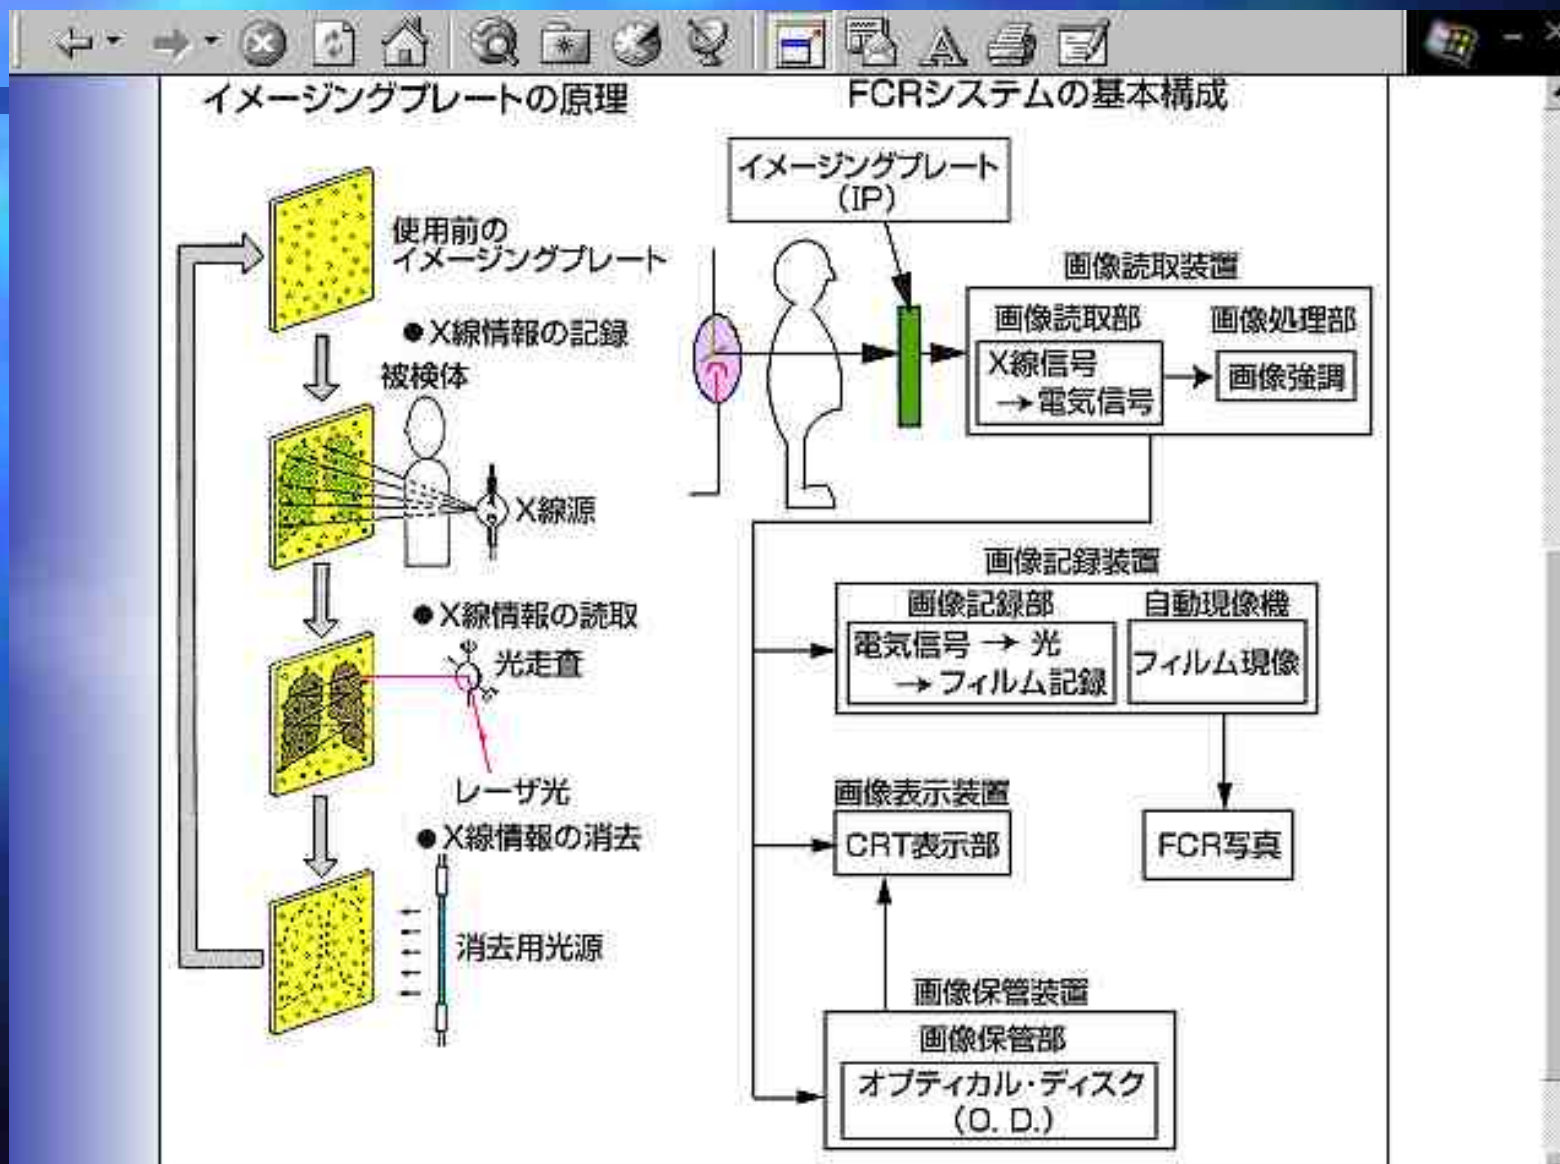 イメージングプレートの原理
使用前の
イメージングプレート
●X線情報の記録
被検体
X線源
●X線情報の読取
光走査
レーザ光
●X線情報の消去
消去用光源
FCRシステムの基本構成
イメージングプレート
(IP)
画像読取装置
画像読取部
X線信号
→電気信号
画像処理部
画像強調
画像記録装置
画像記録部
電気信号 → 光
→フィルム記録
自動現像機
フィルム現像
画像表示装置
CRT表示部
FCR写真
画像保管装置
画像保管部
オプティカル・ディスク
(O. D.)